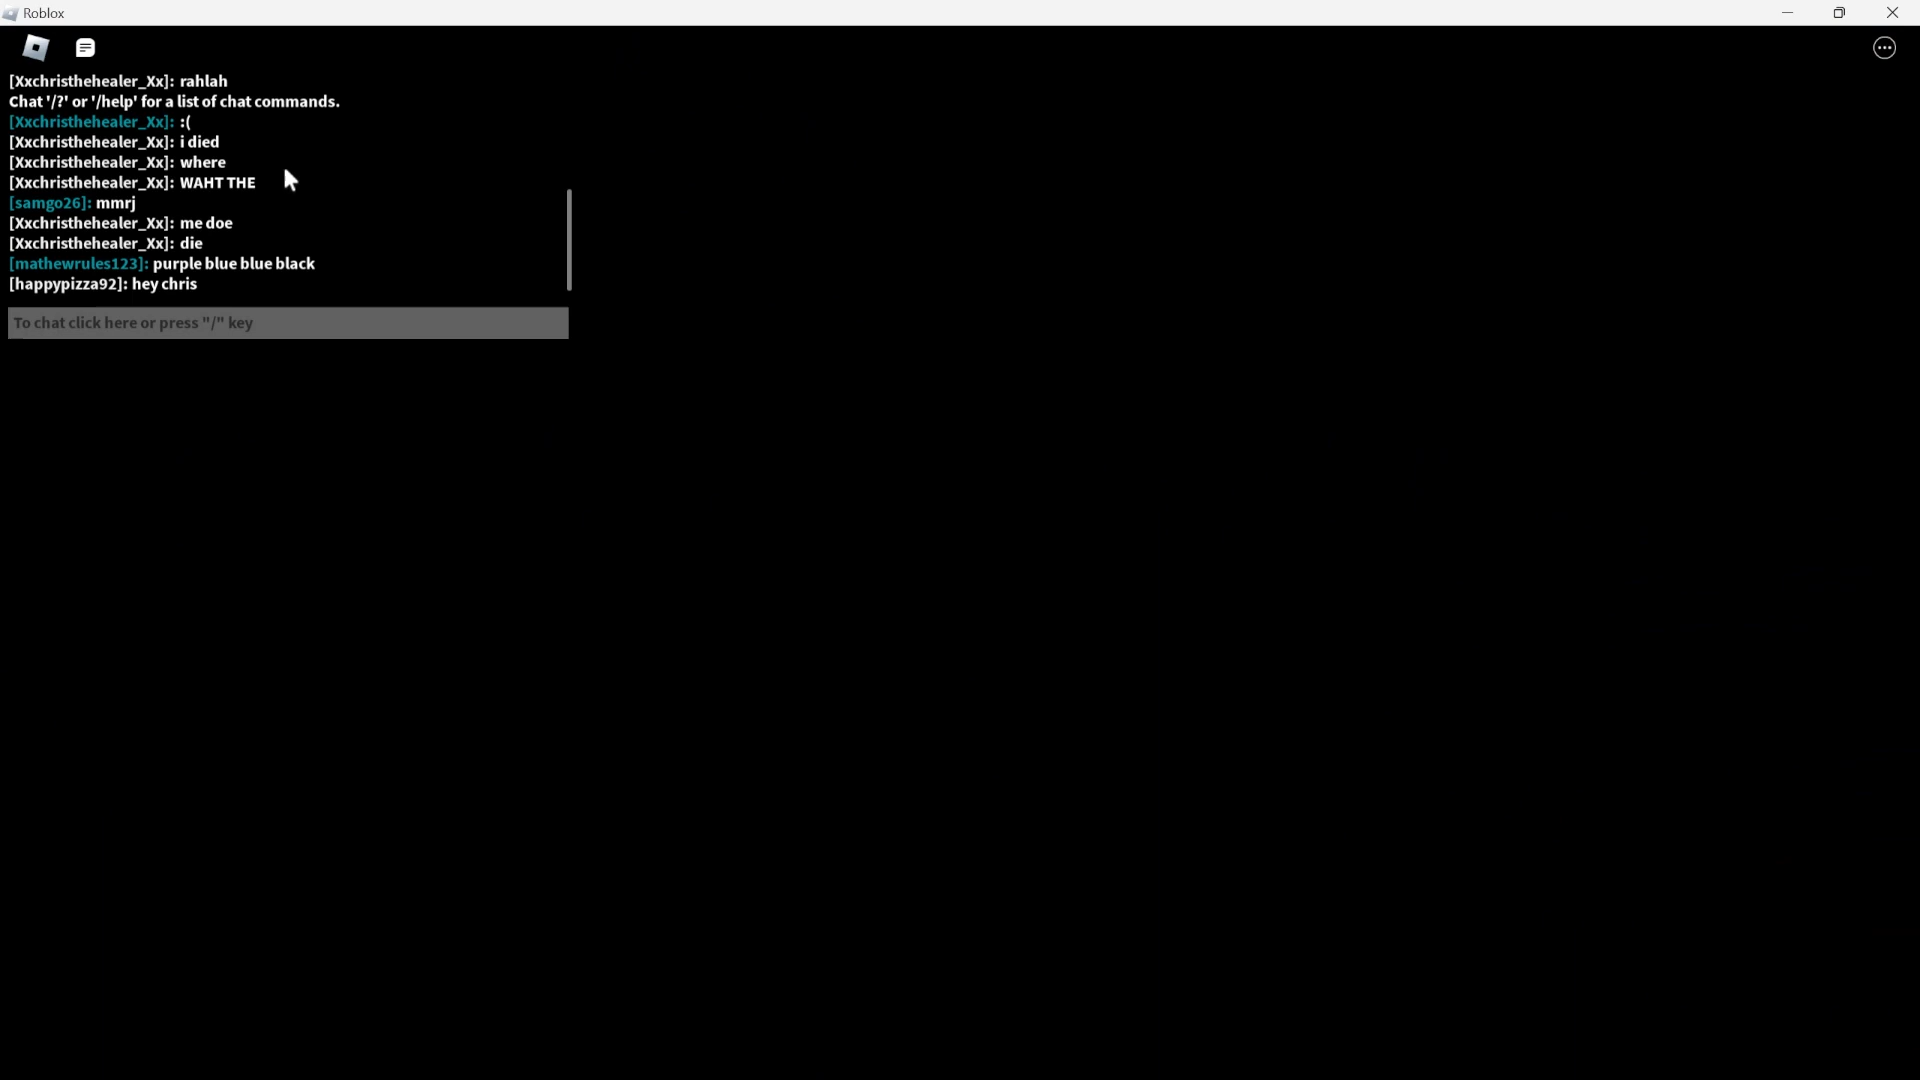 Roblox
[Xxchristhehealer_Xx]: rahlah
Chat '/?' or '/help' for a list of chat commands.
[Xxchristhehealer_Xx]: :(
[Xxchristhehealer_Xx]: i died
[Xxchristhehealer_Xx]: where
[Xxchristhehealer_Xx]: WAHT THE
[samgo26]: mmrj
[Xxchristhehealer_Xx]: me doe
[Xxchristhehealer_Xx]: die
[mathewrules123]: purple blue blue black
[happypizza92]: hey chris
To chat click here or press "/" key